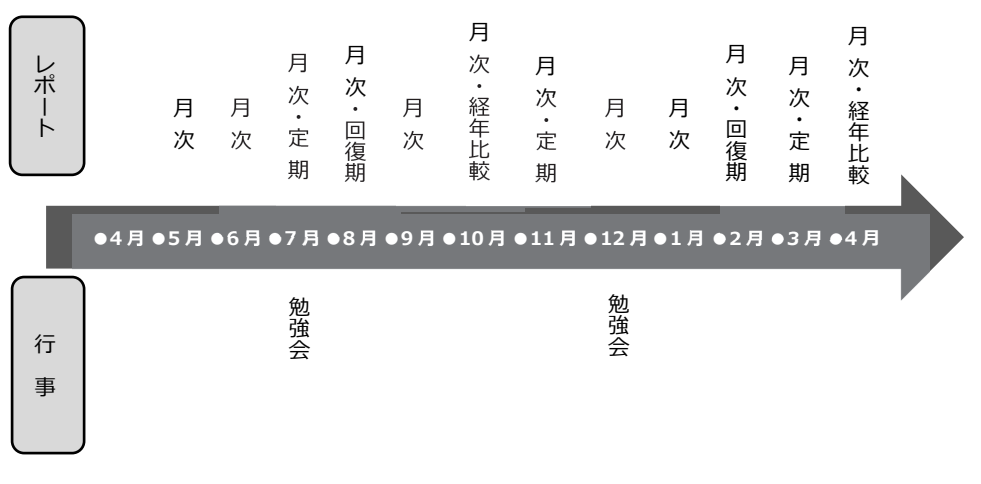 レポート
月次
月次
月次・定期
月次・回復期
月次
月次・経年比較
月次・定期
月次
月次
月次・回復期
月次・定期
月次・経年比較
●4月 ●5月 ●6月 ●7月 ●8月 ●9月 ●10月 ●11月 ●12月 ●1月 ●2月 ●3月 ●4月
行事
勉強会
勉強会